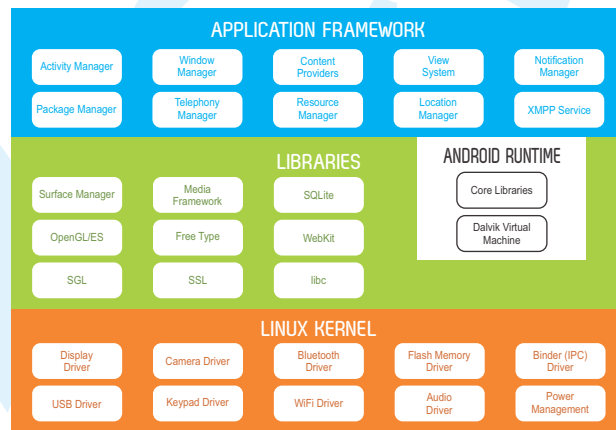 APPLICATION FRAMEWORK
Activity Manager
Window
Manager
Content
Providers
View
System
Notification
Manager
Package Manager
Telephony
Manager
Resource
Manager
Location
Manager
XMPP Service
LIBRARIES
Surface Manager
Media
Framework
SQLite
OpenGL/ES
Free Type
WebKit
SGL
SSL
libc
ANDROID RUNTIME
Core Libraries
Dalvik Virtual
Machine
LINUX KERNEL
Display
Driver
Camera Driver
Bluetooth
Driver
Flash Memory
Driver
Binder (IPC)
Driver
USB Driver
Keypad Driver
WiFi Driver
Audio
Driver
Power
Management